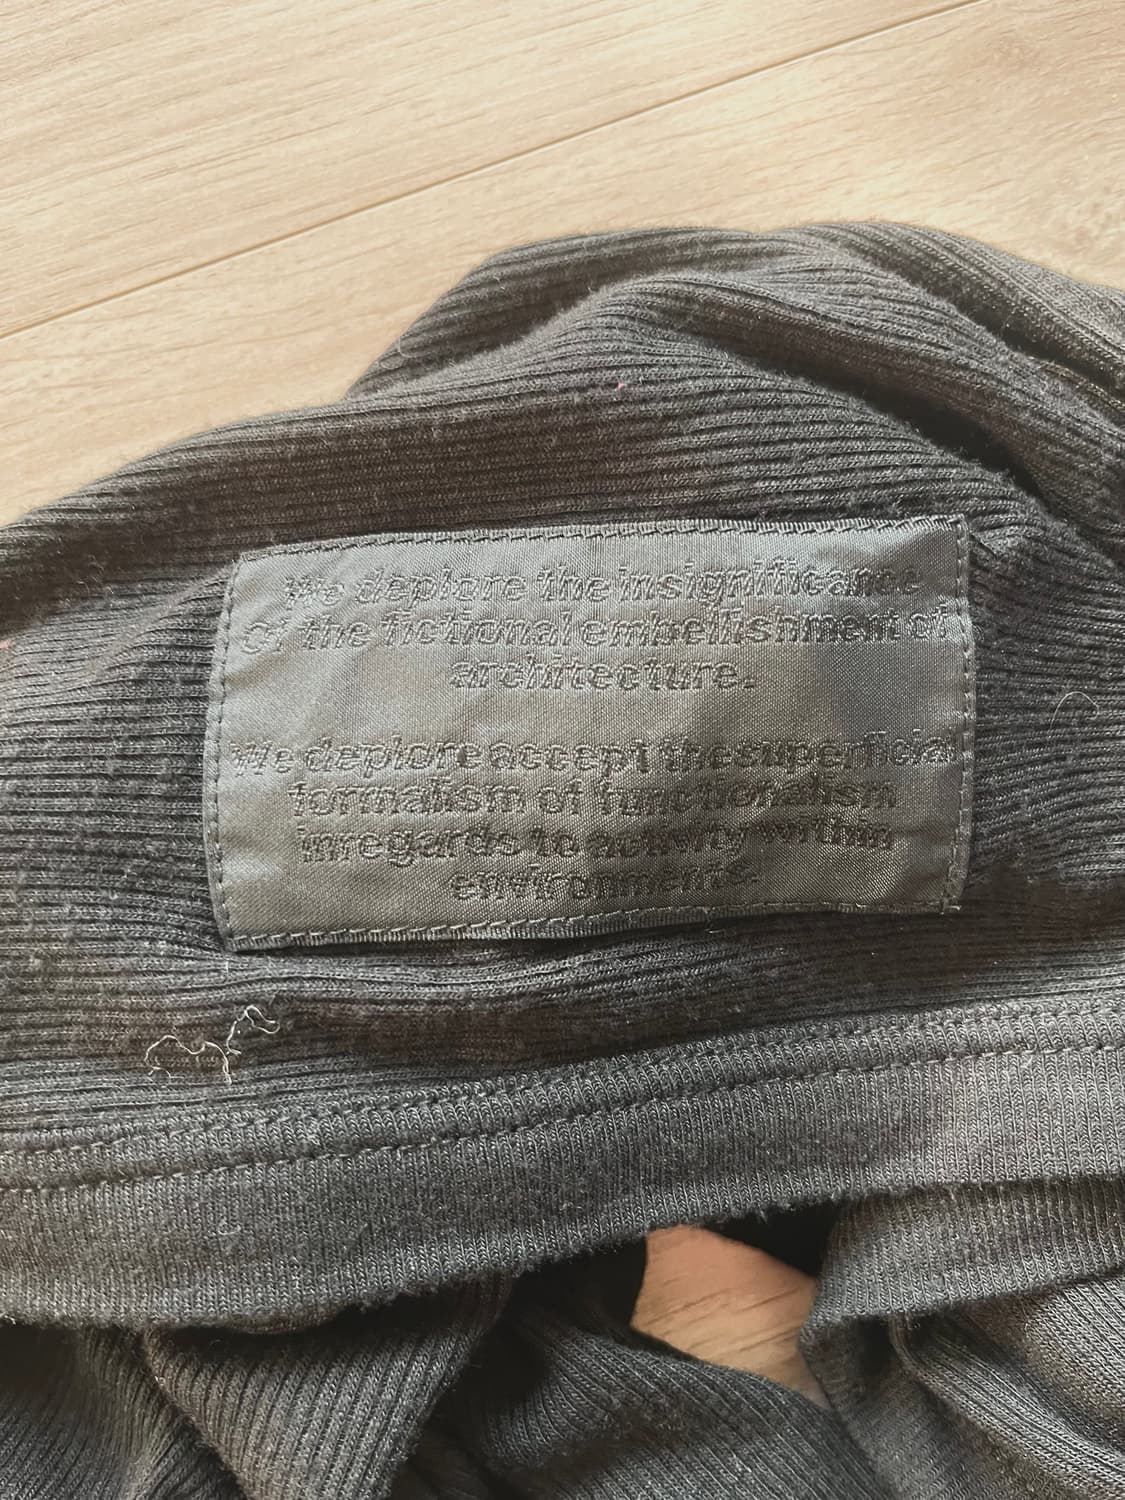 We deplore the insignificance
Of the fictional embellishment of
architecture.
We deplore accept the superficial
formalism of functionalism
inregards to activity within
environments.